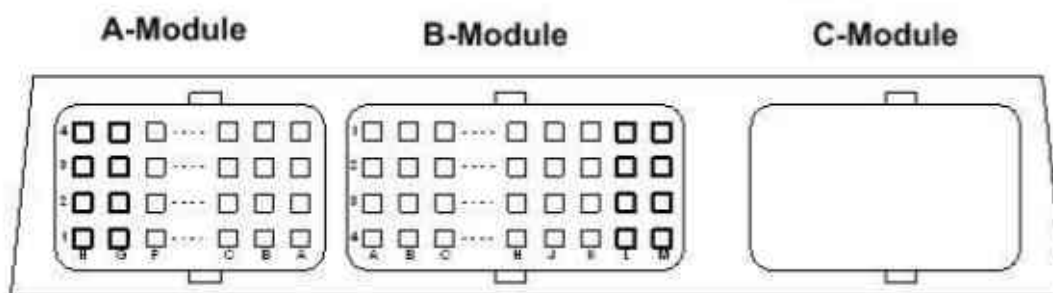 A-Module B-Module C-Module
4 1
3 2
2 3
1 4
H G F C B A A B C H J K L M